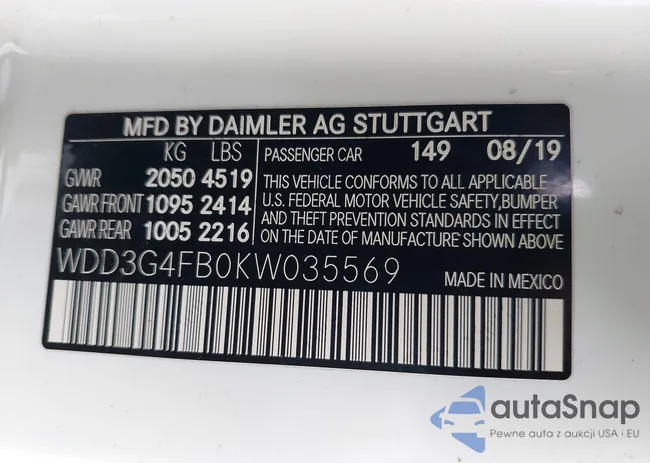 MFD BY DAIMLER AG STUTTGART
KG LBS
GVWR 2050 4519
GAWR FRONT 1095 2414
GAWR REAR 1005 2216
PASSENGER CAR 149 08/19
THIS VEHICLE CONFORMS TO ALL APPLICABLE
U.S. FEDERAL MOTOR VEHICLE SAFETY,BUMPER
AND THEFT PREVENTION STANDARDS IN EFFECT
ON DATE OF MANUFACTURE SHOWN ABOVE
WDD3G4FB0KW035569
MADE IN MEXICO
autaSnap
Pewne auta z aukcji USA i EU